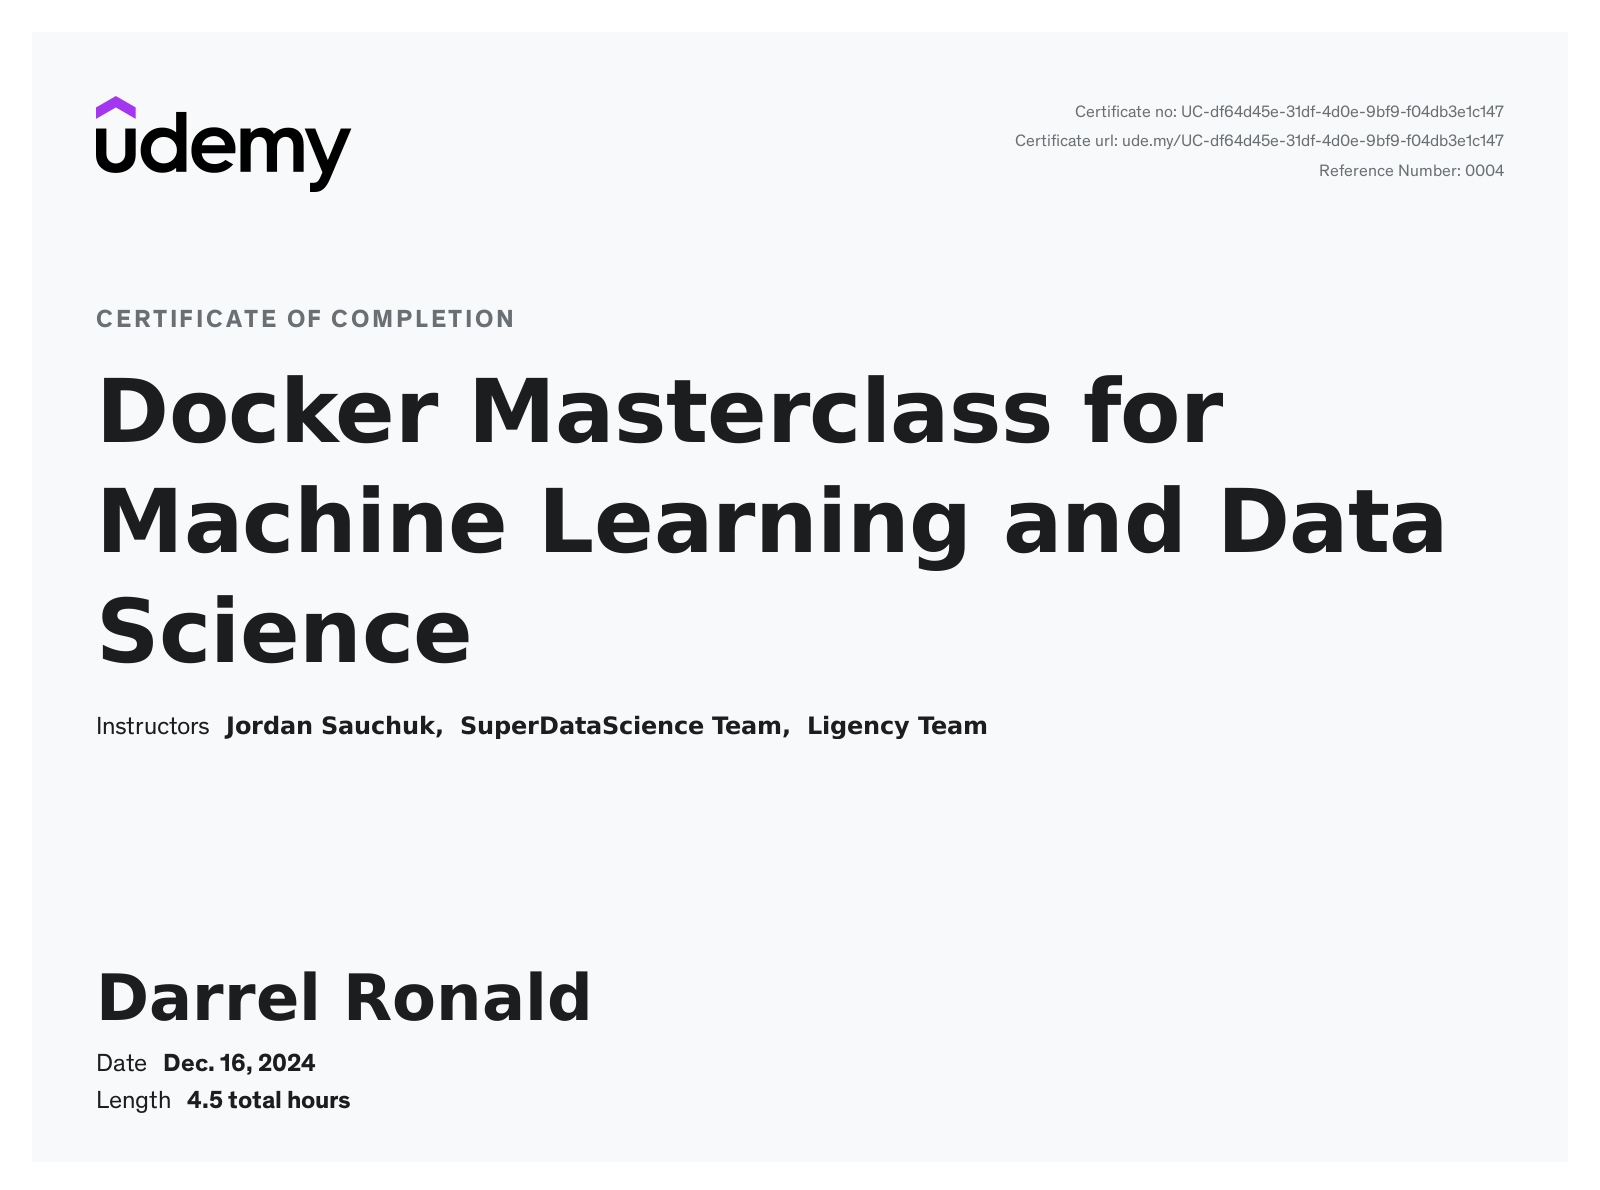 udemy
Certificate no: UC-df64d45e-31df-4d0e-9bf9-f04db3e1c147
Certificate url: ude.my/UC-df64d45e-31df-4d0e-9bf9-f04db3e1c147
Reference Number: 0004
CERTIFICATE OF COMPLETION
Docker Masterclass for
Machine Learning and Data
Science
Instructors Jordan Sauchuk, SuperDataScience Team, Ligency Team
Darrel Ronald
Date Dec. 16, 2024
Length 4.5 total hours